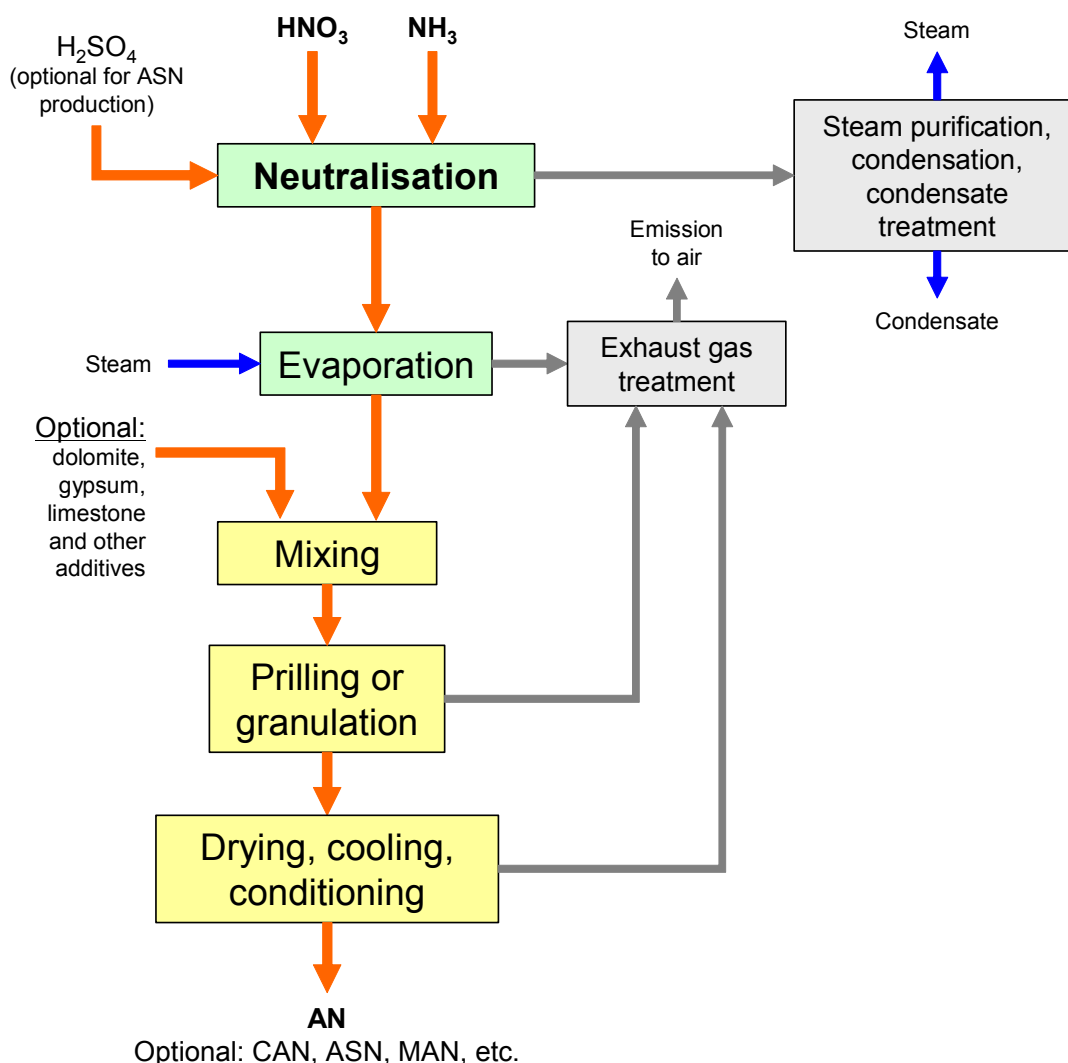 H₂SO₄
(optional for ASN
production)
HNO₃
NH₃
Steam
Neutralisation
Steam purification,
condensation,
condensate
treatment
Emission
to air
Condensate
Steam
Evaporation
Exhaust gas
treatment
Optional:
dolomite,
gypsum,
limestone
and other
additives
Mixing
Prilling or
granulation
Drying, cooling,
conditioning
AN
Optional: CAN, ASN, MAN, etc.